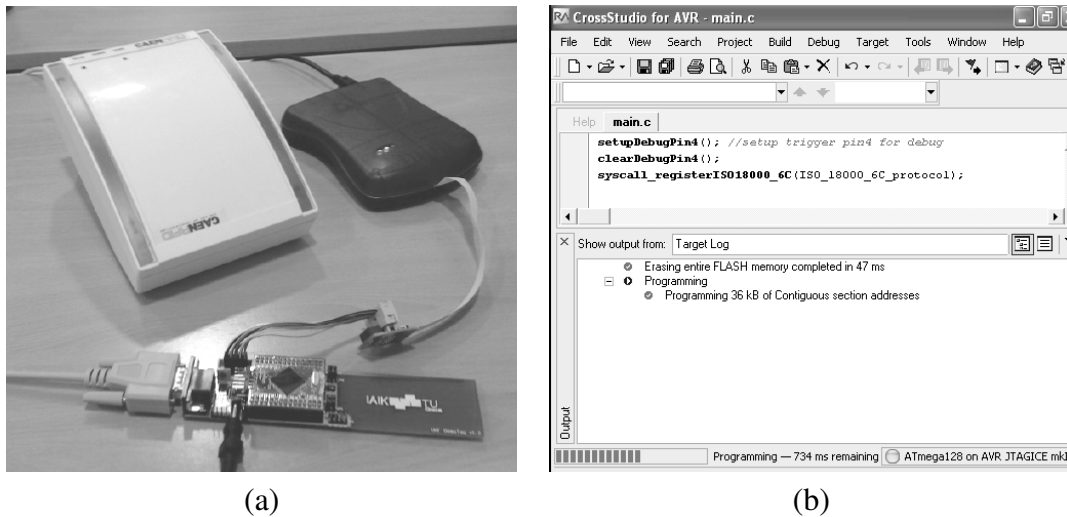 CAEN RFID
IAIK TU
(a)
CrossStudio for AVR - main.c
File Edit View Search Project Build Debug Target Tools Window Help
Help main.c
setupDebugPin4(); //setup trigger pin4 for debug
clearDebugPin4();
syscall_registerISO18000_6C(ISO_18000_6C_protocol);
Show output from: Target Log
Erasing entire FLASH memory completed in 47 ms
Programming
Programming 36 kB of Contiguous section addresses
Output
Programming — 734 ms remaining ATmega128 on AVR JTAGICE mkI
(b)